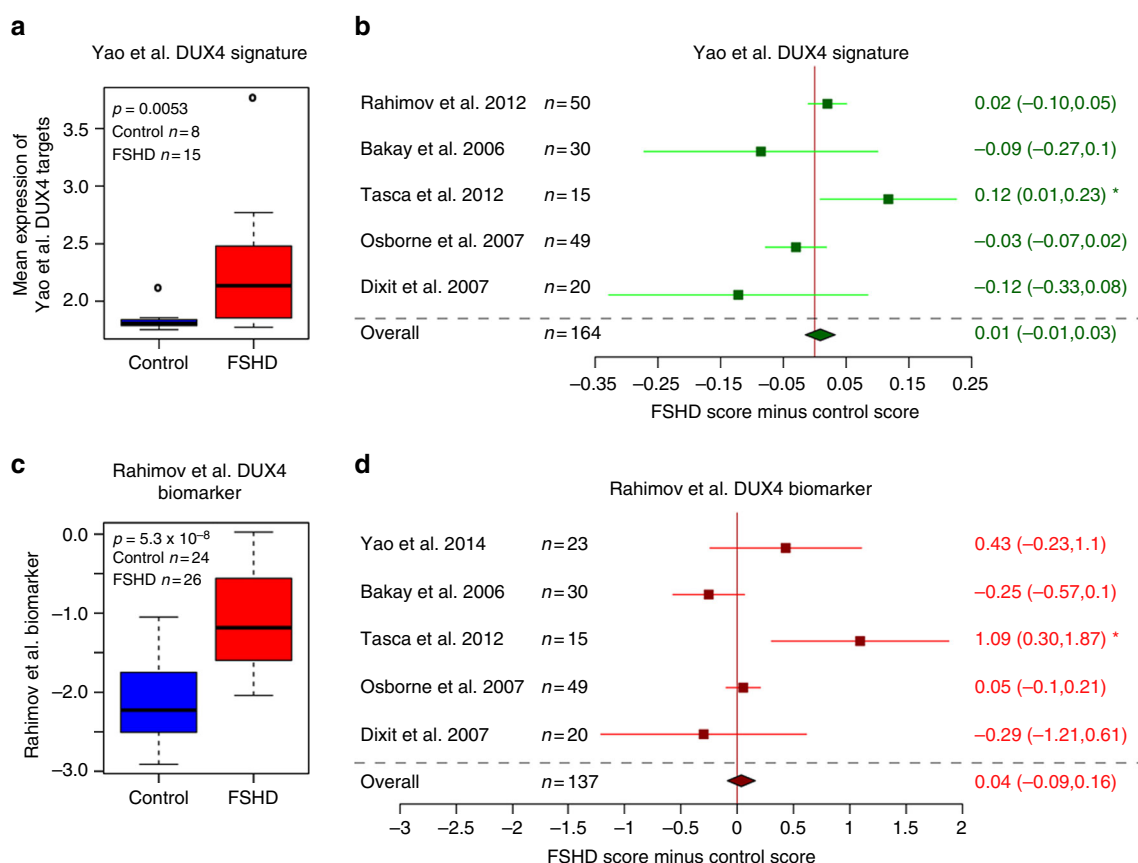 a
Yao et al. DUX4 signature
Mean expression of
Yao et al. DUX4 targets
p = 0.0053
Control n=8
FSHD n=15
3.5
3.0
2.5
2.0
Control FSHD
b
Yao et al. DUX4 signature
Rahimov et al. 2012 n=50 0.02 (–0.10,0.05)
Bakay et al. 2006 n=30 –0.09 (–0.27,0.1)
Tasca et al. 2012 n=15 0.12 (0.01,0.23) *
Osborne et al. 2007 n=49 –0.03 (–0.07,0.02)
Dixit et al. 2007 n=20 –0.12 (–0.33,0.08)
Overall n=164 0.01 (–0.01,0.03)
–0.35 –0.25 –0.15 –0.05 0.05 0.15 0.25
FSHD score minus control score
c
Rahimov et al. DUX4
biomarker
Rahimov et al. biomarker
p = 5.3 x 10⁻⁸
Control n=24
FSHD n=26
0.0
–1.0
–2.0
–3.0
Control FSHD
d
Rahimov et al. DUX4 biomarker
Yao et al. 2014 n=23 0.43 (–0.23,1.1)
Bakay et al. 2006 n=30 –0.25 (–0.57,0.1)
Tasca et al. 2012 n=15 1.09 (0.30,1.87) *
Osborne et al. 2007 n=49 0.05 (–0.1,0.21)
Dixit et al. 2007 n=20 –0.29 (–1.21,0.61)
Overall n=137 0.04 (–0.09,0.16)
–3 –2.5 –2 –1.5 –1 –0.5 0 0.5 1 1.5 2
FSHD score minus control score